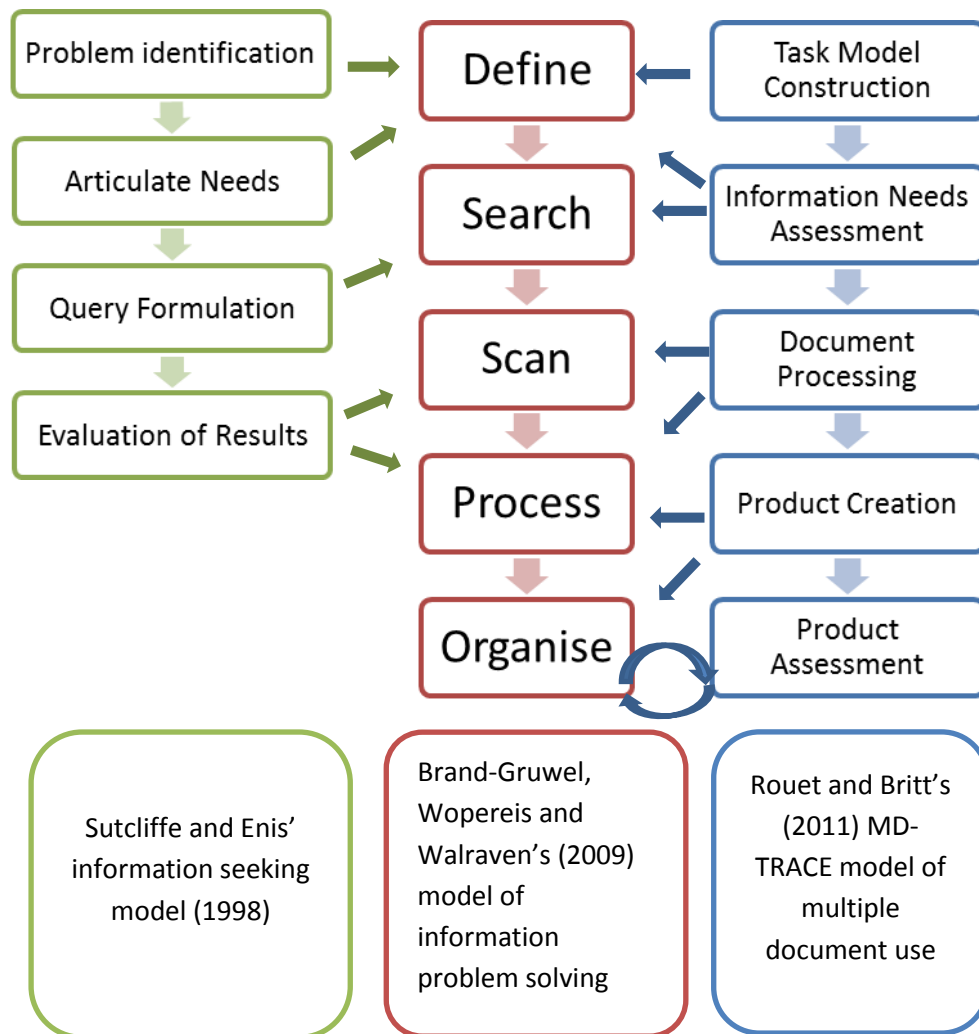 Problem identification
Articulate Needs
Query Formulation
Evaluation of Results
Define
Search
Scan
Process
Organise
Task Model
Construction
Information Needs
Assessment
Document
Processing
Product Creation
Product
Assessment
Sutcliffe and Enis’
information seeking
model (1998)
Brand-Gruwel,
Wopereis and
Walraven’s (2009)
model of
information
problem solving
Rouet and Britt’s
(2011) MD-
TRACE model of
multiple
document use